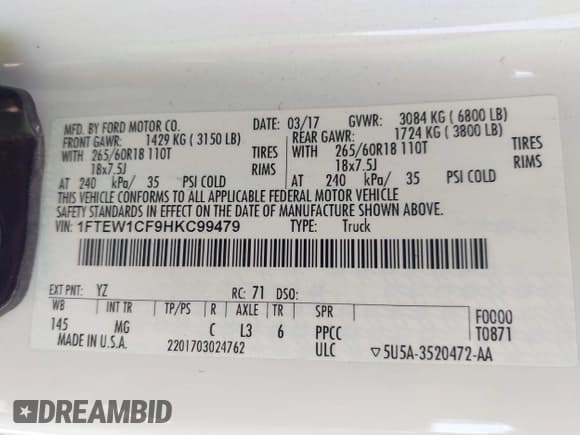 MFD. BY FORD MOTOR CO. DATE: 03/17 GVWR: 3084 KG ( 6800 LB)
FRONT GAWR: 1429 KG ( 3150 LB) REAR GAWR: 1724 KG ( 3800 LB)
WITH 265/60R18 110T TIRES WITH 265/60R18 110T TIRES
18x7.5J RIMS 18x7.5J RIMS
AT 240 kPa/ 35 PSI COLD AT 240 kPa/ 35 PSI COLD
THIS VEHICLE CONFORMS TO ALL APPLICABLE FEDERAL MOTOR VEHICLE
SAFETY STANDARDS IN EFFECT ON THE DATE OF MANUFACTURE SHOWN ABOVE.
VIN: 1FTEW1CF9HKC99479 TYPE: Truck
EXT PNT: YZ RC: 71 DSO:
WB INT TR TP/PS R AXLE TR SPR F0000
145 MG C L3 6 PPCC T0871
MADE IN U.S.A. 2201703024762 ULC ▽5U5A-3520472-AA
DREAMBID